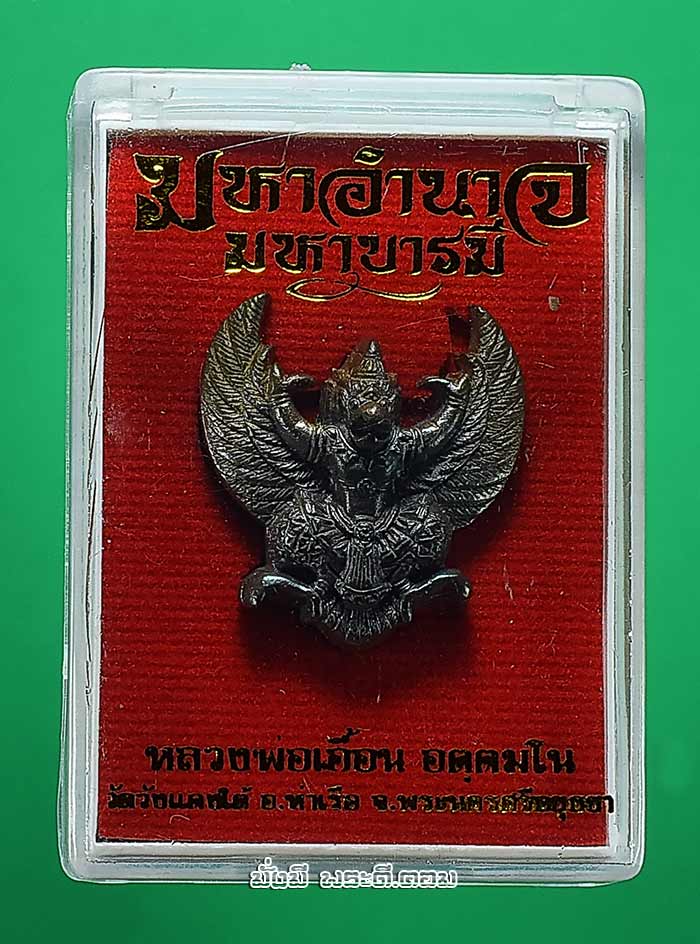 มหาอำนาจ
มหาบารมี
หลวงพ่อเอื้อน อตฺตมโน
วัดวังแดงใต้ อ.ท่าเรือ จ.พระนครศรีอยุธยา
มั่งมี พระดี.คอม